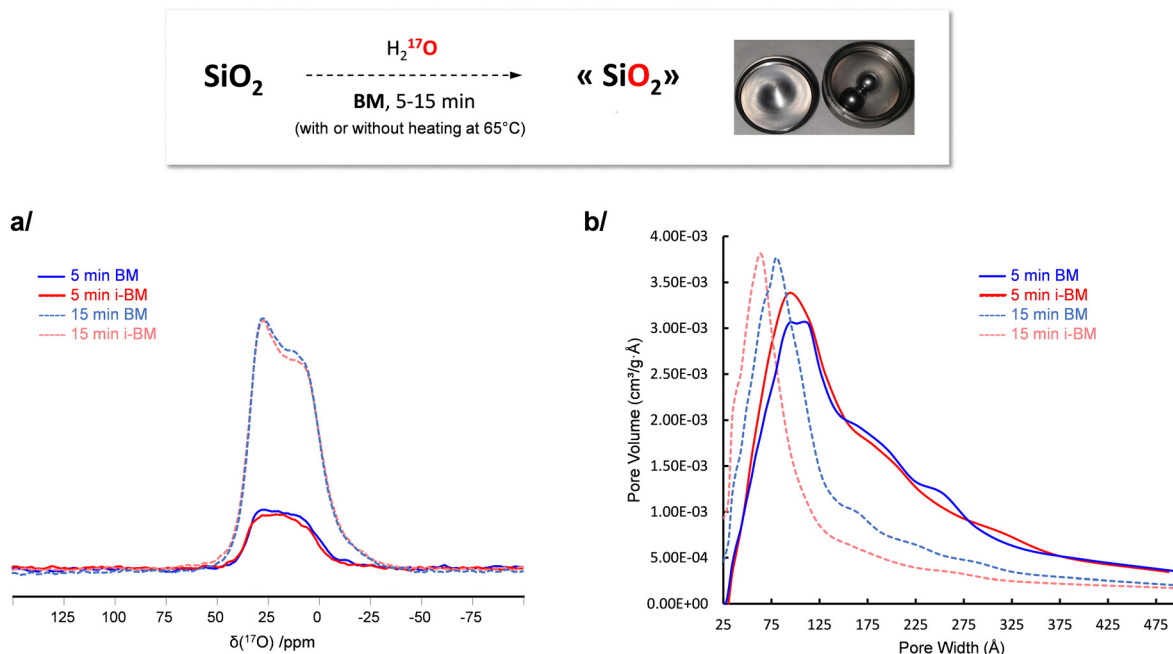 H₂¹⁷O
SiO₂
« SiO₂»
BM, 5-15 min
(with or without heating at 65°C)
a/
5 min BM
5 min i-BM
15 min BM
15 min i-BM
125 100 75 50 25 0 -25 -50 -75
δ(¹⁷O) /ppm
b/
Pore Volume (cm³/g·Å)
4.00E-03
3.50E-03
3.00E-03
2.50E-03
2.00E-03
1.50E-03
1.00E-03
5.00E-04
0.00E+00
5 min BM
5 min i-BM
15 min BM
15 min i-BM
25 75 125 175 225 275 325 375 425 475
Pore Width (Å)